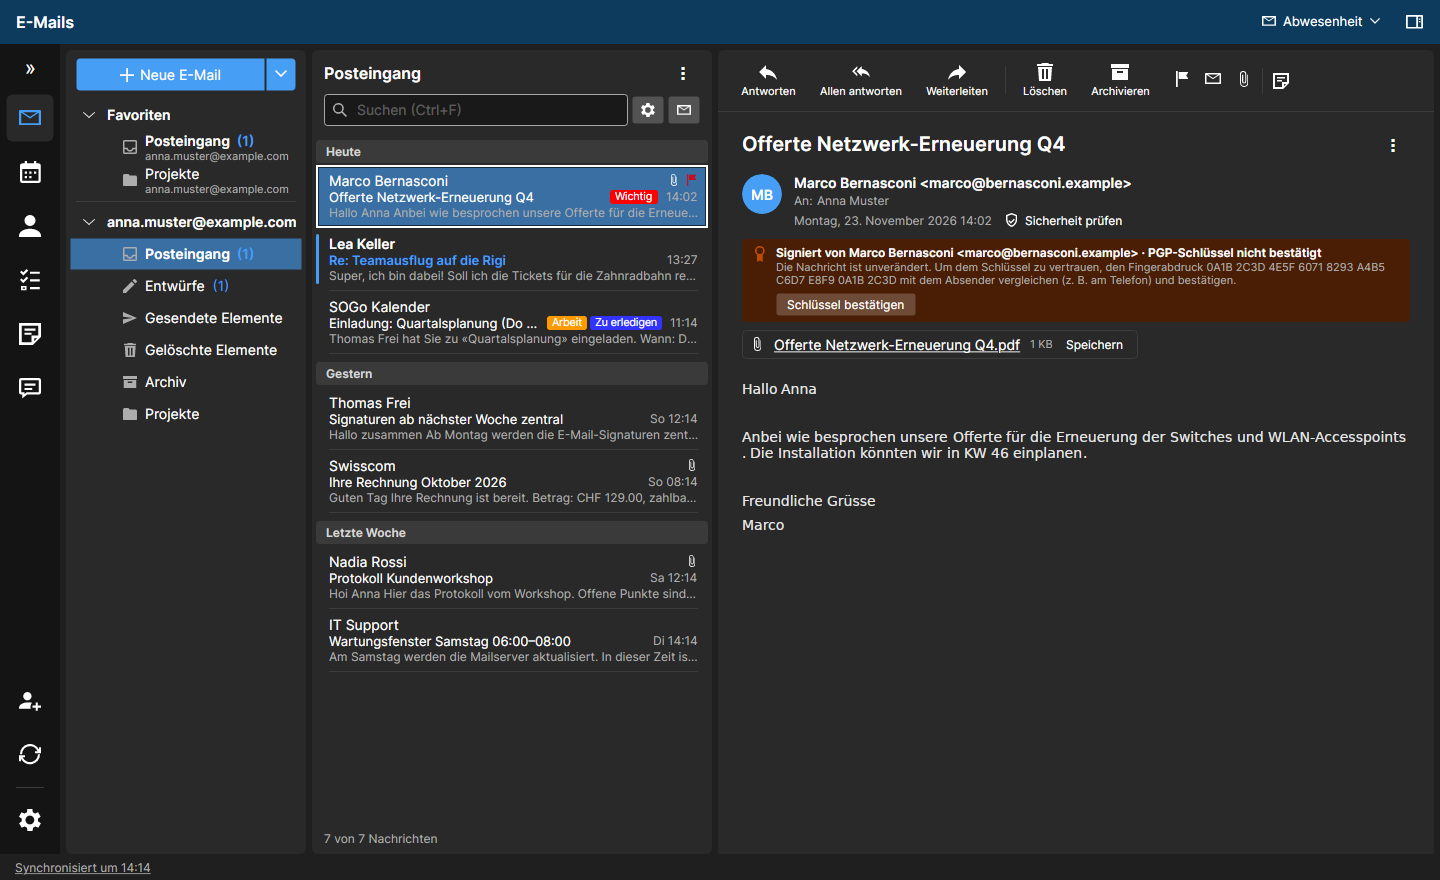 E-Mails
Abwesenheit
Neue E-Mail
Favoriten
Posteingang (1)
anna.muster@example.com
Projekte
anna.muster@example.com
anna.muster@example.com
Posteingang (1)
Entwürfe (1)
Gesendete Elemente
Gelöschte Elemente
Archiv
Projekte
Posteingang
Suchen (Ctrl+F)
Heute
Marco Bernasconi
Offerte Netzwerk-Erneuerung Q4 Wichtig 14:02
Hallo Anna Anbei wie besprochen unsere Offerte für die Erneue...
Lea Keller
Re: Teamausflug auf die Rigi 13:27
Super, ich bin dabei! Soll ich die Tickets für die Zahnradbahn re...
SOGo Kalender
Einladung: Quartalsplanung (Do ... Arbeit Zu erledigen 11:14
Thomas Frei hat Sie zu «Quartalsplanung» eingeladen. Wann: D...
Gestern
Thomas Frei
Signaturen ab nächster Woche zentral So 12:14
Hallo zusammen Ab Montag werden die E-Mail-Signaturen zent...
Swisscom
Ihre Rechnung Oktober 2026 So 08:14
Guten Tag Ihre Rechnung ist bereit. Betrag: CHF 129.00, zahlba...
Letzte Woche
Nadia Rossi
Protokoll Kundenworkshop Sa 12:14
Hoi Anna Hier das Protokoll vom Workshop. Offene Punkte sind...
IT Support
Wartungsfenster Samstag 06:00–08:00 Di 14:14
Am Samstag werden die Mailserver aktualisiert. In dieser Zeit is...
7 von 7 Nachrichten
Antworten Allen antworten Weiterleiten Löschen Archivieren
Offerte Netzwerk-Erneuerung Q4
MB
Marco Bernasconi <marco@bernasconi.example>
An: Anna Muster
Montag, 23. November 2026 14:02 Sicherheit prüfen
Signiert von Marco Bernasconi <marco@bernasconi.example> · PGP-Schlüssel nicht bestätigt
Die Nachricht ist unverändert. Um dem Schlüssel zu vertrauen, den Fingerabdruck 0A1B 2C3D 4E5F 6071 8293 A4B5
C6D7 E8F9 0A1B 2C3D mit dem Absender vergleichen (z. B. am Telefon) und bestätigen.
Schlüssel bestätigen
Offerte Netzwerk-Erneuerung Q4.pdf 1 KB Speichern
Hallo Anna
Anbei wie besprochen unsere Offerte für die Erneuerung der Switches und WLAN-Accesspoints
. Die Installation könnten wir in KW 46 einplanen.
Freundliche Grüsse
Marco
Synchronisiert um 14:14